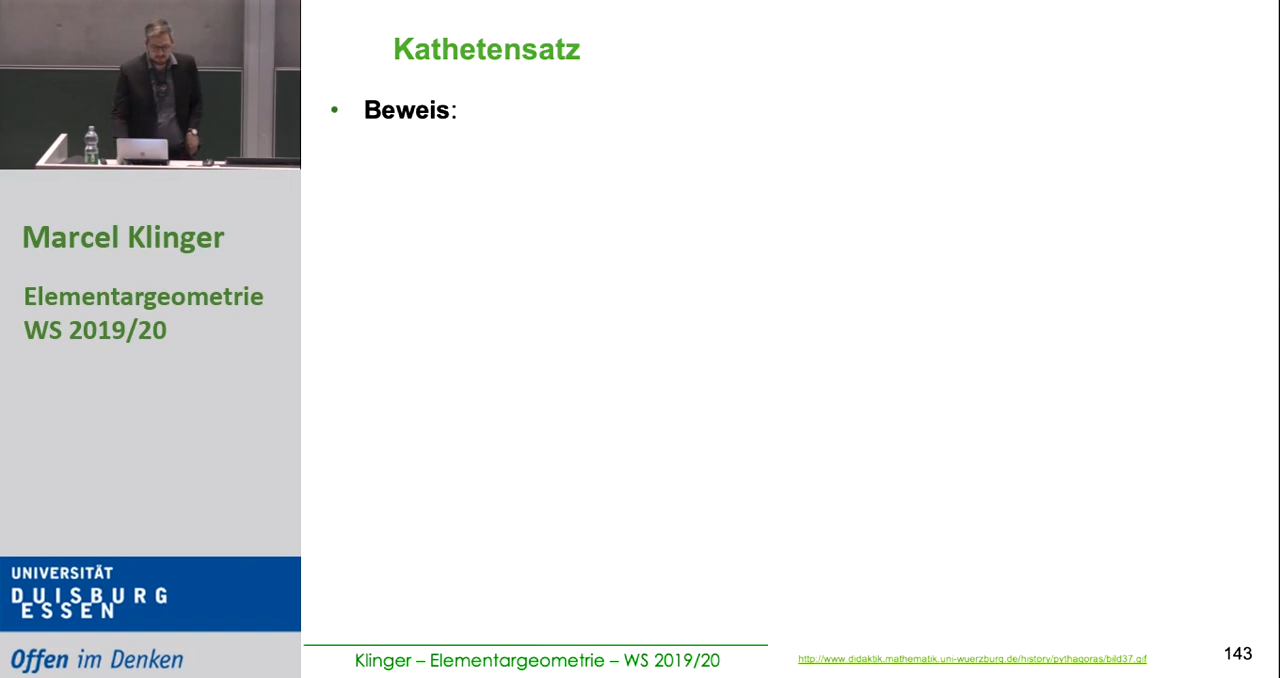 Kathetensatz
• Beweis:
Marcel Klinger
Elementargeometrie
WS 2019/20
UNIVERSITÄT
DUISBURG
ESSEN
Offen im Denken
Klinger – Elementargeometrie – WS 2019/20
http://www.didaktik.mathematik.uni-wuerzburg.de/history/pythagoras/bild37.gif
143